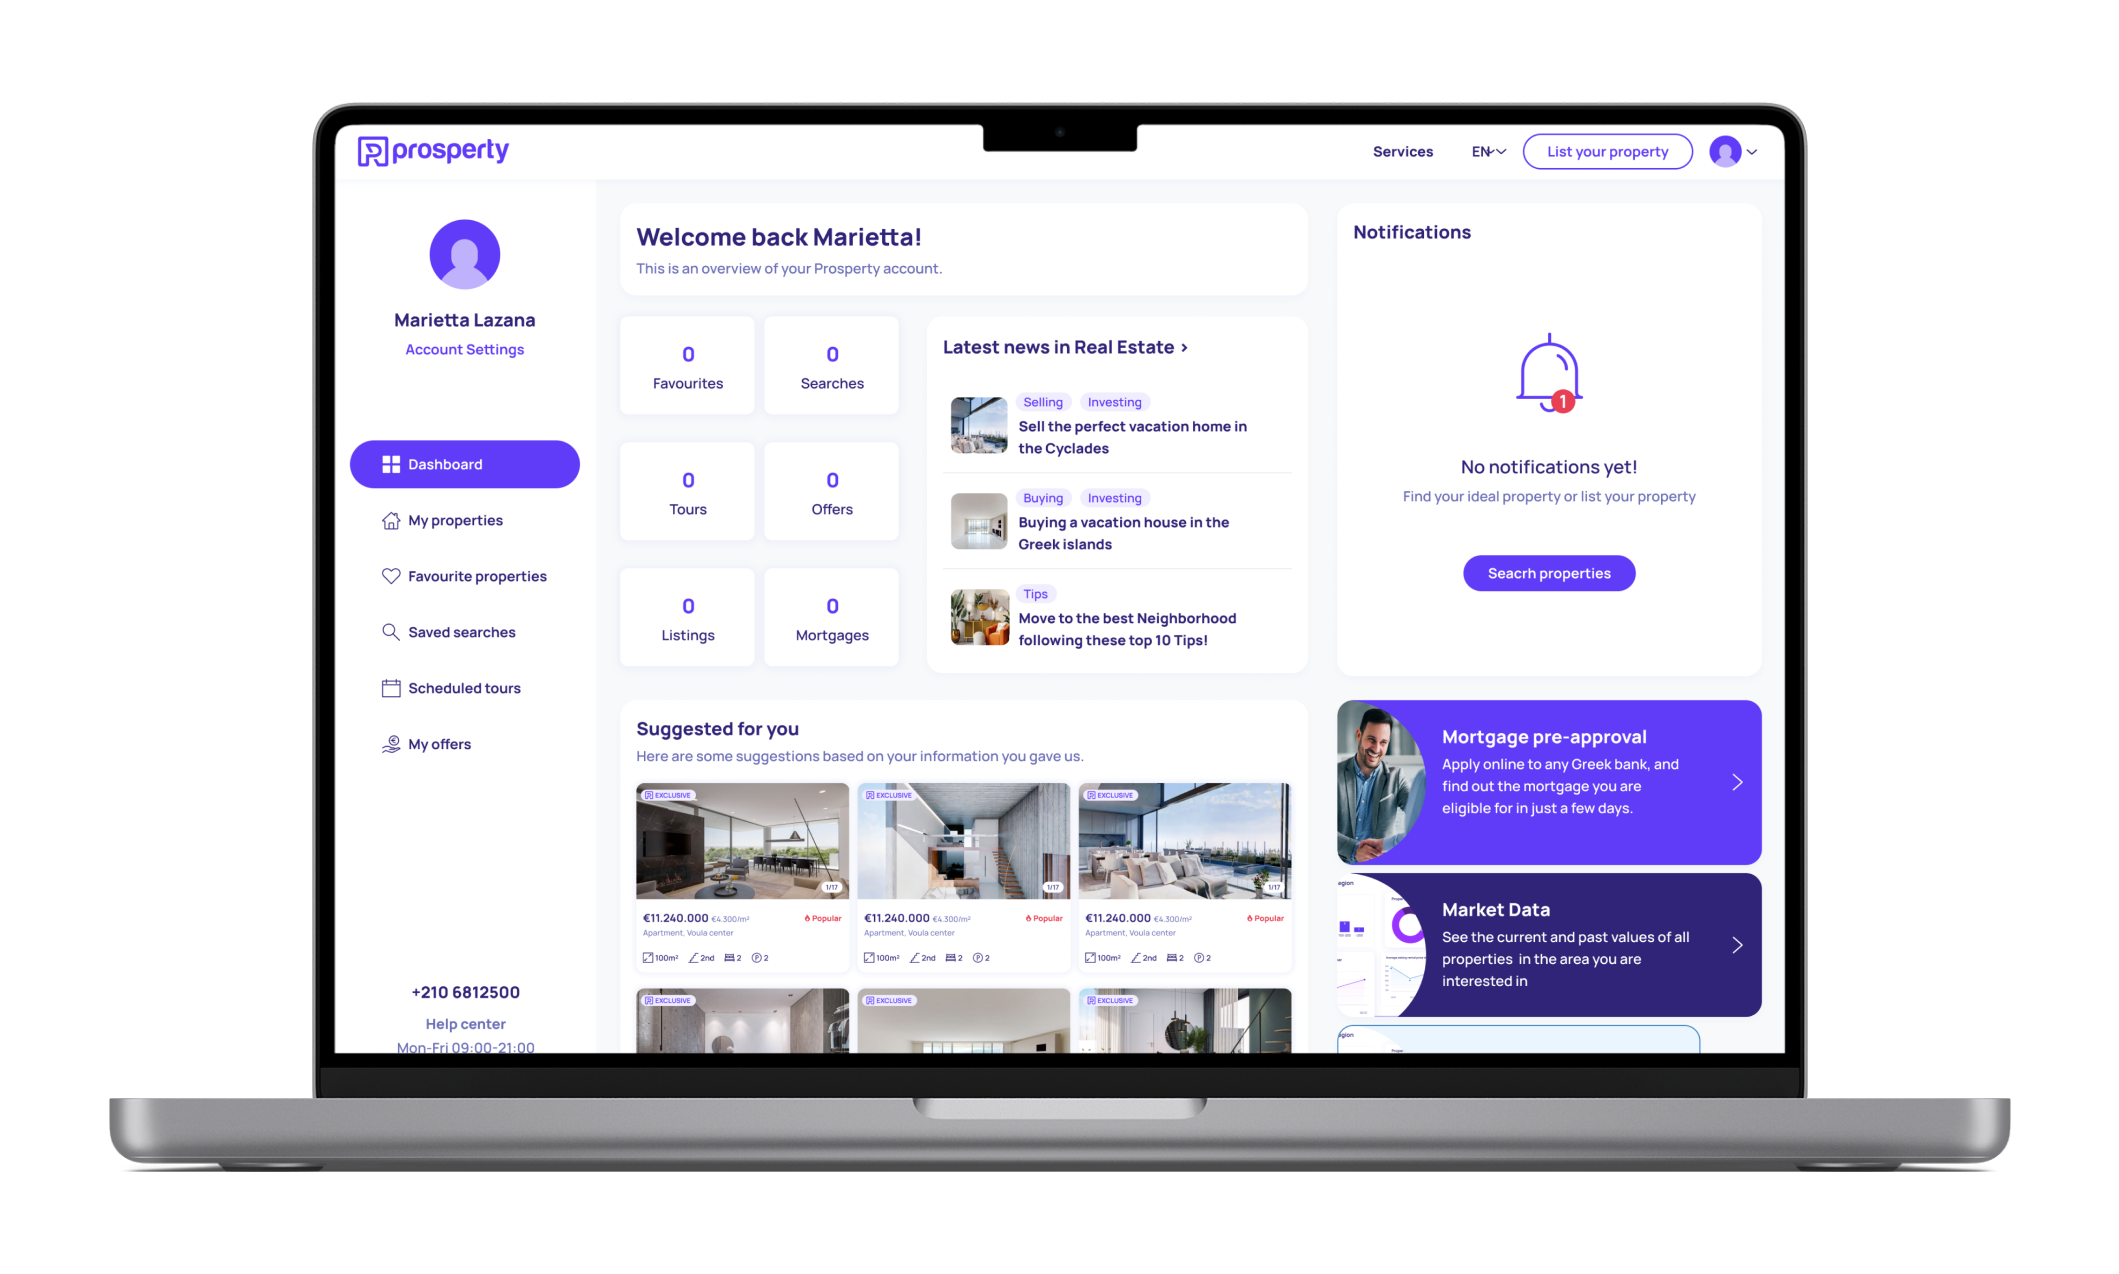 prosperty
Services
EN
List your property
Marietta Lazana
Account Settings
Dashboard
My properties
Favourite properties
Saved searches
Scheduled tours
My offers
+210 6812500
Help center
Mon-Fri 09:00-21:00
Welcome back Marietta!
This is an overview of your Prosperty account.
0
Favourites
0
Searches
0
Tours
0
Offers
0
Listings
0
Mortgages
Latest news in Real Estate ›
Selling Investing
Sell the perfect vacation home in
the Cyclades
Buying Investing
Buying a vacation house in the
Greek islands
Tips
Move to the best Neighborhood
following these top 10 Tips!
Notifications
1
No notifications yet!
Find your ideal property or list your property
Seacrh properties
Suggested for you
Here are some suggestions based on your information you gave us.
EXCLUSIVE
1/17
€11.240.000 €4.300/m²
Popular
Apartment, Voula center
100m² 2nd 2 2
EXCLUSIVE
1/17
€11.240.000 €4.300/m²
Popular
Apartment, Voula center
100m² 2nd 2 2
EXCLUSIVE
1/17
€11.240.000 €4.300/m²
Popular
Apartment, Voula center
100m² 2nd 2 2
EXCLUSIVE
EXCLUSIVE
EXCLUSIVE
Mortgage pre-approval
Apply online to any Greek bank, and
find out the mortgage you are
eligible for in just a few days.
Market Data
See the current and past values of all
properties in the area you are
interested in